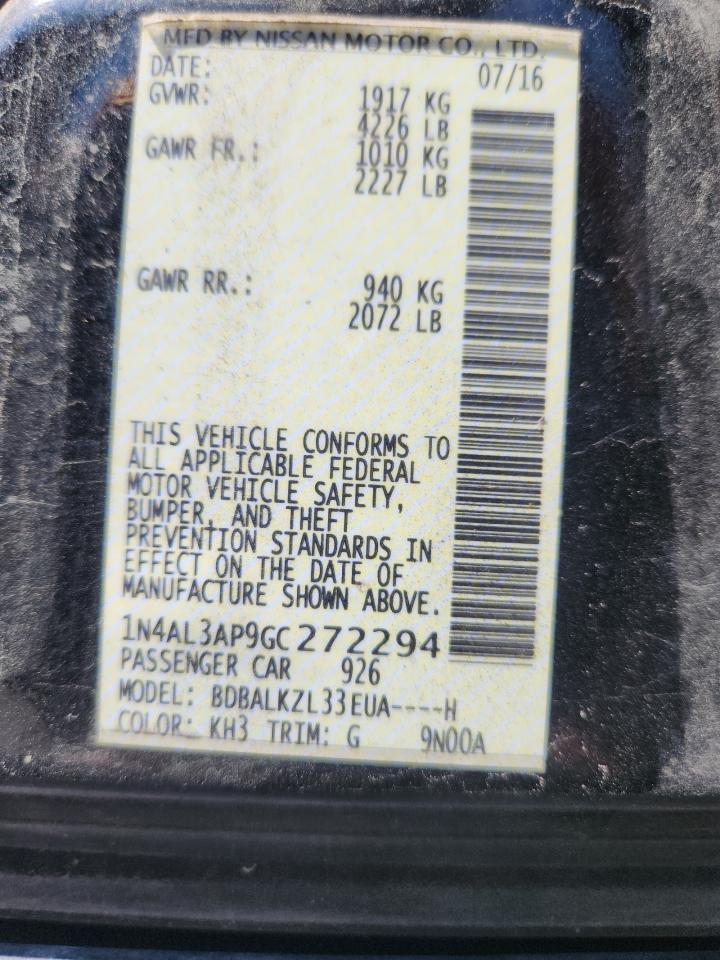 MFD BY NISSAN MOTOR CO., LTD.
DATE: 07/16
GVWR: 1917 KG
4226 LB
GAWR FR.: 1010 KG
2227 LB
GAWR RR.: 940 KG
2072 LB
THIS VEHICLE CONFORMS TO
ALL APPLICABLE FEDERAL
MOTOR VEHICLE SAFETY,
BUMPER, AND THEFT
PREVENTION STANDARDS IN
EFFECT ON THE DATE OF
MANUFACTURE SHOWN ABOVE.
1N4AL3AP9GC272294
PASSENGER CAR 926
MODEL: BDBALKZL33EUA----H
COLOR: KH3 TRIM: G 9N00A